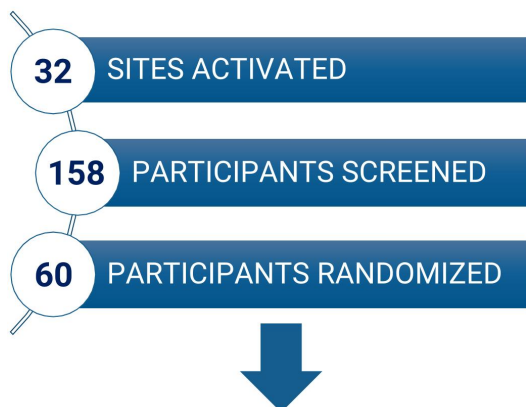 32 SITES ACTIVATED
158 PARTICIPANTS SCREENED
60 PARTICIPANTS RANDOMIZED